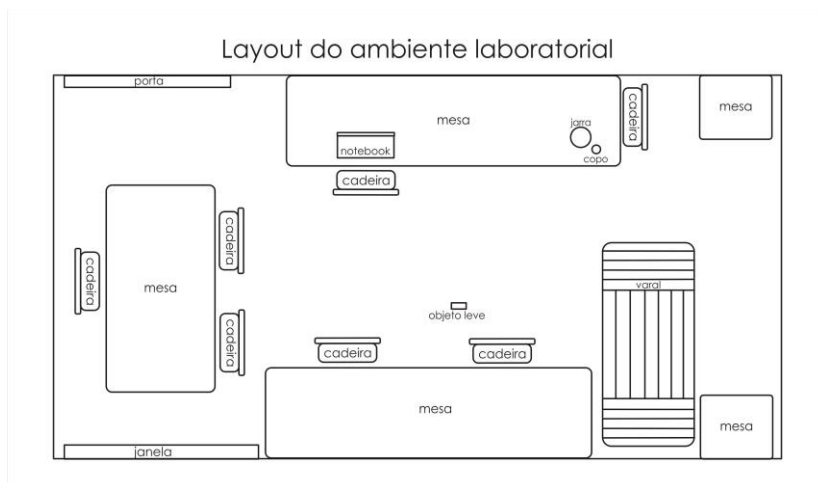 Layout do ambiente laboratorial
porta
mesa
jarra
copo
notebook
cadeira
cadeira
mesa
cadeira
cadeira
mesa
cadeira
varal
objeto leve
cadeira
cadeira
mesa
mesa
janela